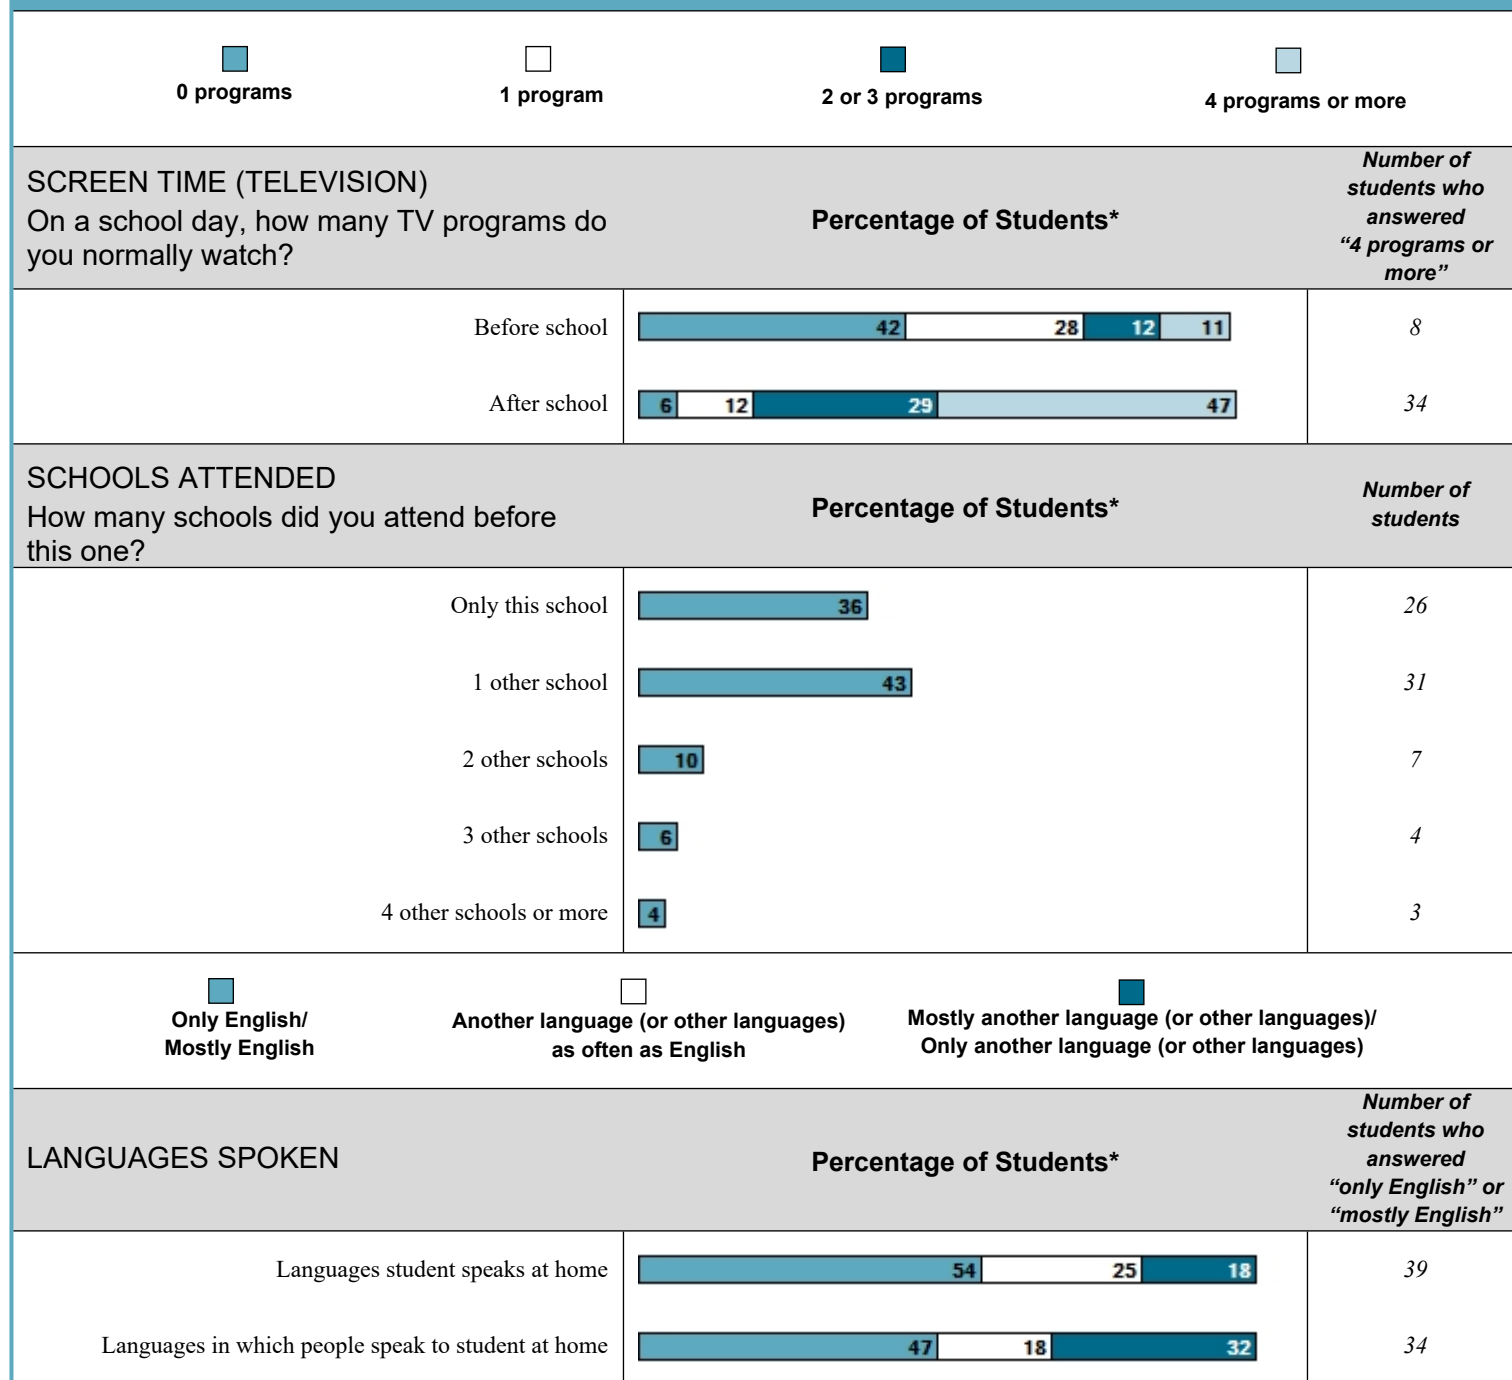 0 programs
1 program
2 or 3 programs
4 programs or more
SCREEN TIME (TELEVISION)
On a school day, how many TV programs do
you normally watch?
Percentage of Students*
Number of
students who
answered
“4 programs or
more”
Before school
42 28 12 11
8
After school
6 12 29 47
34
SCHOOLS ATTENDED
How many schools did you attend before
this one?
Percentage of Students*
Number of
students
Only this school
36
26
1 other school
43
31
2 other schools
10
7
3 other schools
6
4
4 other schools or more
4
3
Only English/
Mostly English
Another language (or other languages)
as often as English
Mostly another language (or other languages)/
Only another language (or other languages)
LANGUAGES SPOKEN
Percentage of Students*
Number of
students who
answered
“only English” or
“mostly English”
Languages student speaks at home
54 25 18
39
Languages in which people speak to student at home
47 18 32
34